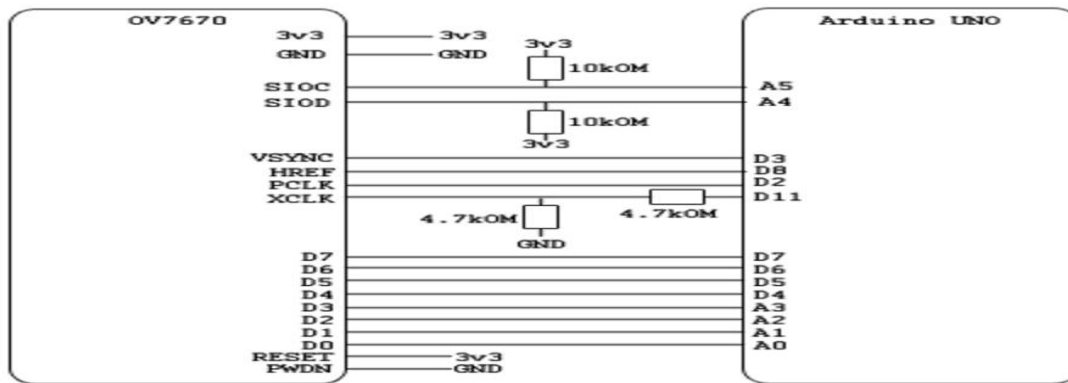 OV7670 Arduino UNO
3v3 3v3
GND GND
3v3
10kOM
SIOC A5
SIOD A4
10kOM
3v3
VSYNC D3
HREF D8
PCLK D2
XCLK D11
4.7kOM 4.7kOM
GND
D7 D7
D6 D6
D5 D5
D4 D4
D3 A3
D2 A2
D1 A1
D0 A0
RESET 3v3
PWDN GND